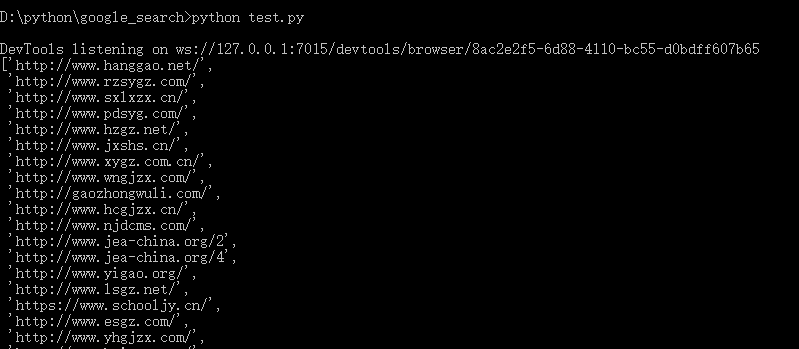 D:\python\google_search>python test.py
DevTools listening on ws://127.0.0.1:7015/devtools/browser/8ac2e2f5-6d88-4110-bc55-d0bdff607b65
['http://www.hanggao.net/',
'http://www.rzsygz.com/',
'http://www.sxlxzx.cn/',
'http://www.pdsyg.com/',
'http://www.hzgz.net/',
'http://www.jxshs.cn/',
'http://www.xygz.com.cn/',
'http://www.wngjzx.com/',
'http://gaozhongwuli.com/',
'http://www.hcgjzx.cn/',
'http://www.njdcms.com/',
'http://www.jea-china.org/2',
'http://www.jea-china.org/4',
'http://www.yigao.org/',
'http://www.lsgz.net/',
'https://www.schooljy.cn/',
'http://www.esgz.com/',
'http://www.yhgjzx.com/',